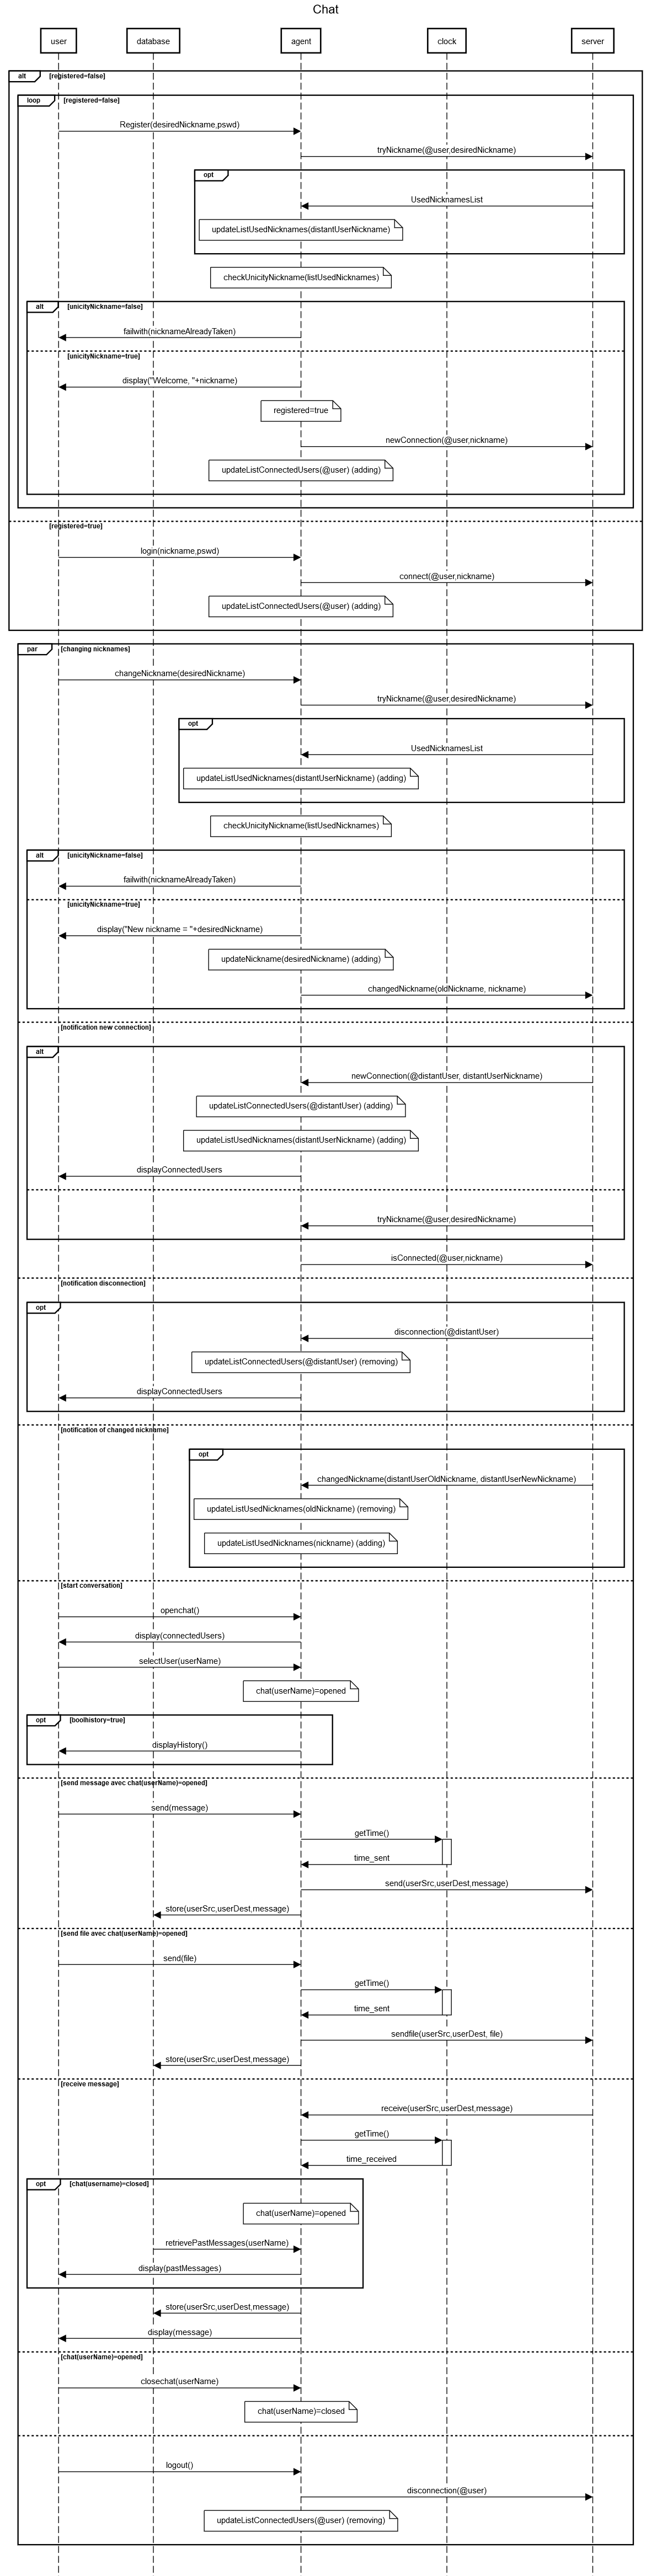 Chat
user
database
agent
clock
server
alt
[registered=false]
loop
[registered=false]
Register(desiredNickname,pswd)
tryNickname(@user,desiredNickname)
opt
UsedNicknamesList
updateListUsedNicknames(distantUserNickname)
checkUnicityNickname(listUsedNicknames)
alt
[unicityNickname=false]
failwith(nicknameAlreadyTaken)
[unicityNickname=true]
display("Welcome, "+nickname)
registered=true
newConnection(@user,nickname)
updateListConnectedUsers(@user) (adding)
[registered=true]
login(nickname,pswd)
connect(@user,nickname)
updateListConnectedUsers(@user) (adding)
par
[changing nicknames]
changeNickname(desiredNickname)
tryNickname(@user,desiredNickname)
opt
UsedNicknamesList
updateListUsedNicknames(distantUserNickname) (adding)
checkUnicityNickname(listUsedNicknames)
alt
[unicityNickname=false]
failwith(nicknameAlreadyTaken)
[unicityNickname=true]
display("New nickname = "+desiredNickname)
updateNickname(desiredNickname) (adding)
changedNickname(oldNickname, nickname)
[notification new connection]
alt
newConnection(@distantUser, distantUserNickname)
updateListConnectedUsers(@distantUser) (adding)
updateListUsedNicknames(distantUserNickname) (adding)
displayConnectedUsers
tryNickname(@user,desiredNickname)
isConnected(@user,nickname)
[notification disconnection]
opt
disconnection(@distantUser)
updateListConnectedUsers(@distantUser) (removing)
displayConnectedUsers
[notification of changed nickname]
opt
changedNickname(distantUserOldNickname, distantUserNewNickname)
updateListUsedNicknames(oldNickname) (removing)
updateListUsedNicknames(nickname) (adding)
[start conversation]
openchat()
display(connectedUsers)
selectUser(userName)
chat(userName)=opened
opt
[boolhistory=true]
displayHistory()
[send message avec chat(userName)=opened]
send(message)
getTime()
time_sent
send(userSrc,userDest,message)
store(userSrc,userDest,message)
[send file avec chat(userName)=opened]
send(file)
getTime()
time_sent
sendfile(userSrc,userDest, file)
store(userSrc,userDest,message)
[receive message]
receive(userSrc,userDest,message)
getTime()
time_received
opt
[chat(username)=closed]
chat(userName)=opened
retrievePastMessages(userName)
display(pastMessages)
store(userSrc,userDest,message)
display(message)
[chat(userName)=opened]
closechat(userName)
chat(userName)=closed
logout()
disconnection(@user)
updateListConnectedUsers(@user) (removing)